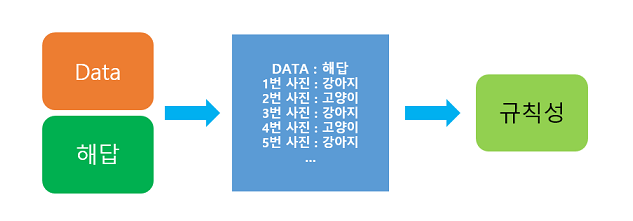 Data
해답
DATA : 해답
1번 사진 : 강아지
2번 사진 : 고양이
3번 사진 : 강아지
4번 사진 : 고양이
5번 사진 : 강아지
...
규칙성